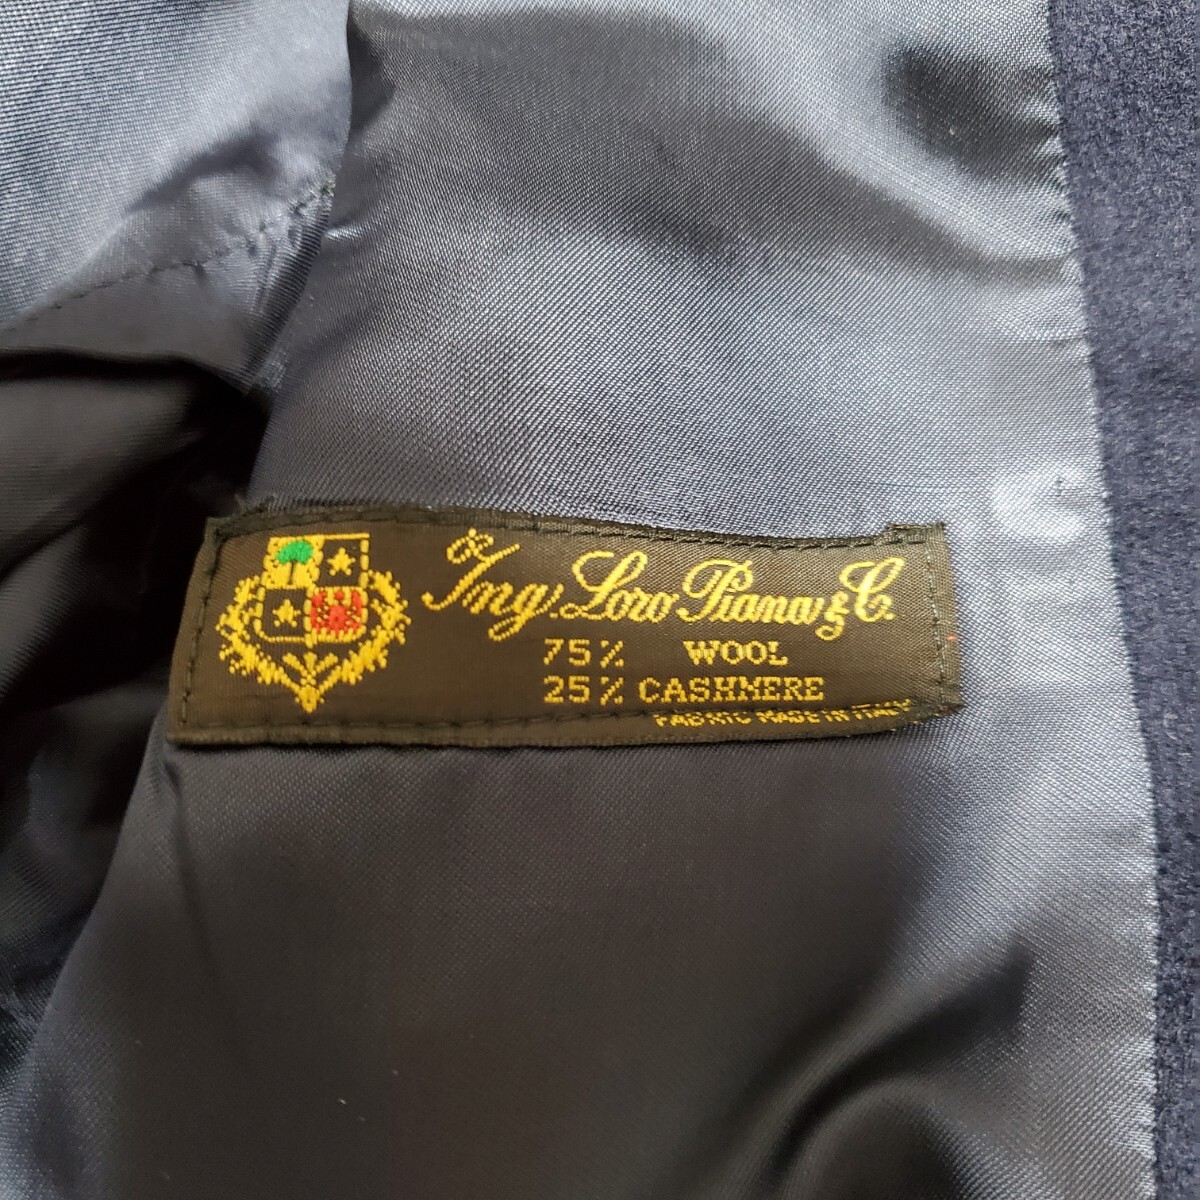 Ing. Loro Piana & C.
75% WOOL
25% CASHMERE
FABRIC MADE IN ITALY